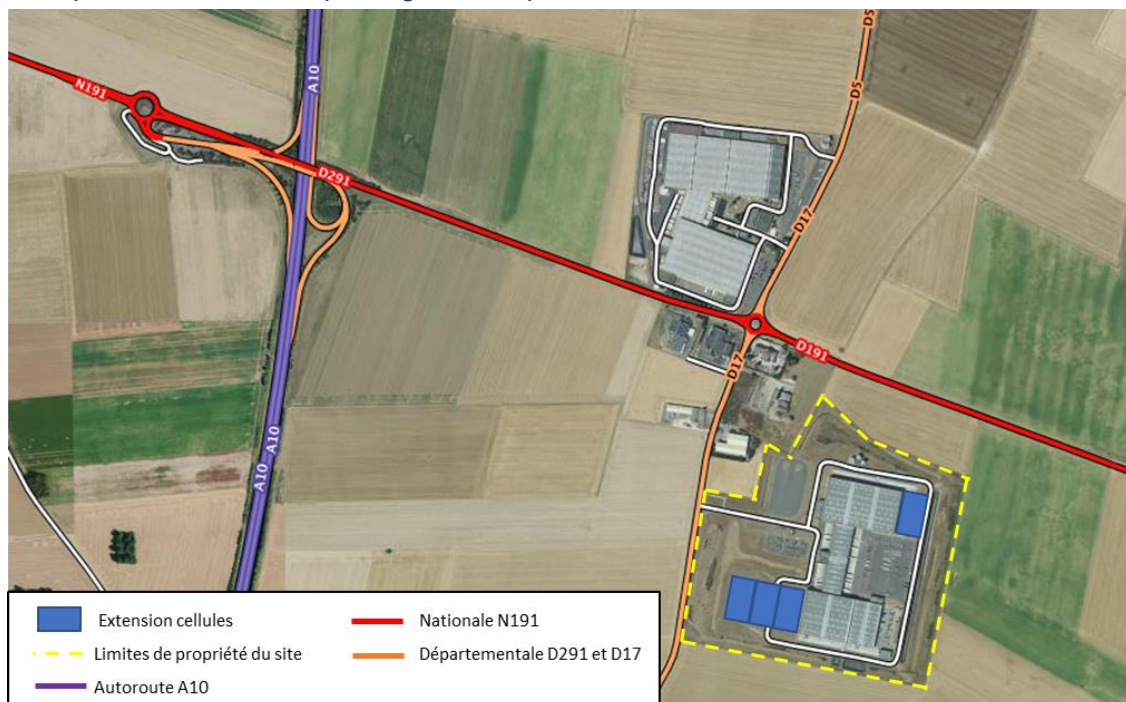 N191
A10
D5
D5
D291
D17
D191
D17
A10
A10
Extension cellules
Nationale N191
Limites de propriété du site
Départementale D291 et D17
Autoroute A10